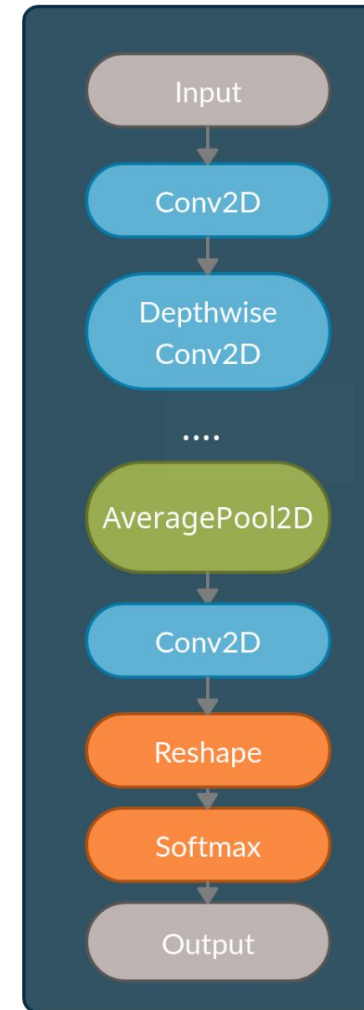 Input
Conv2D
Depthwise
Conv2D
....
AveragePool2D
Conv2D
Reshape
Softmax
Output